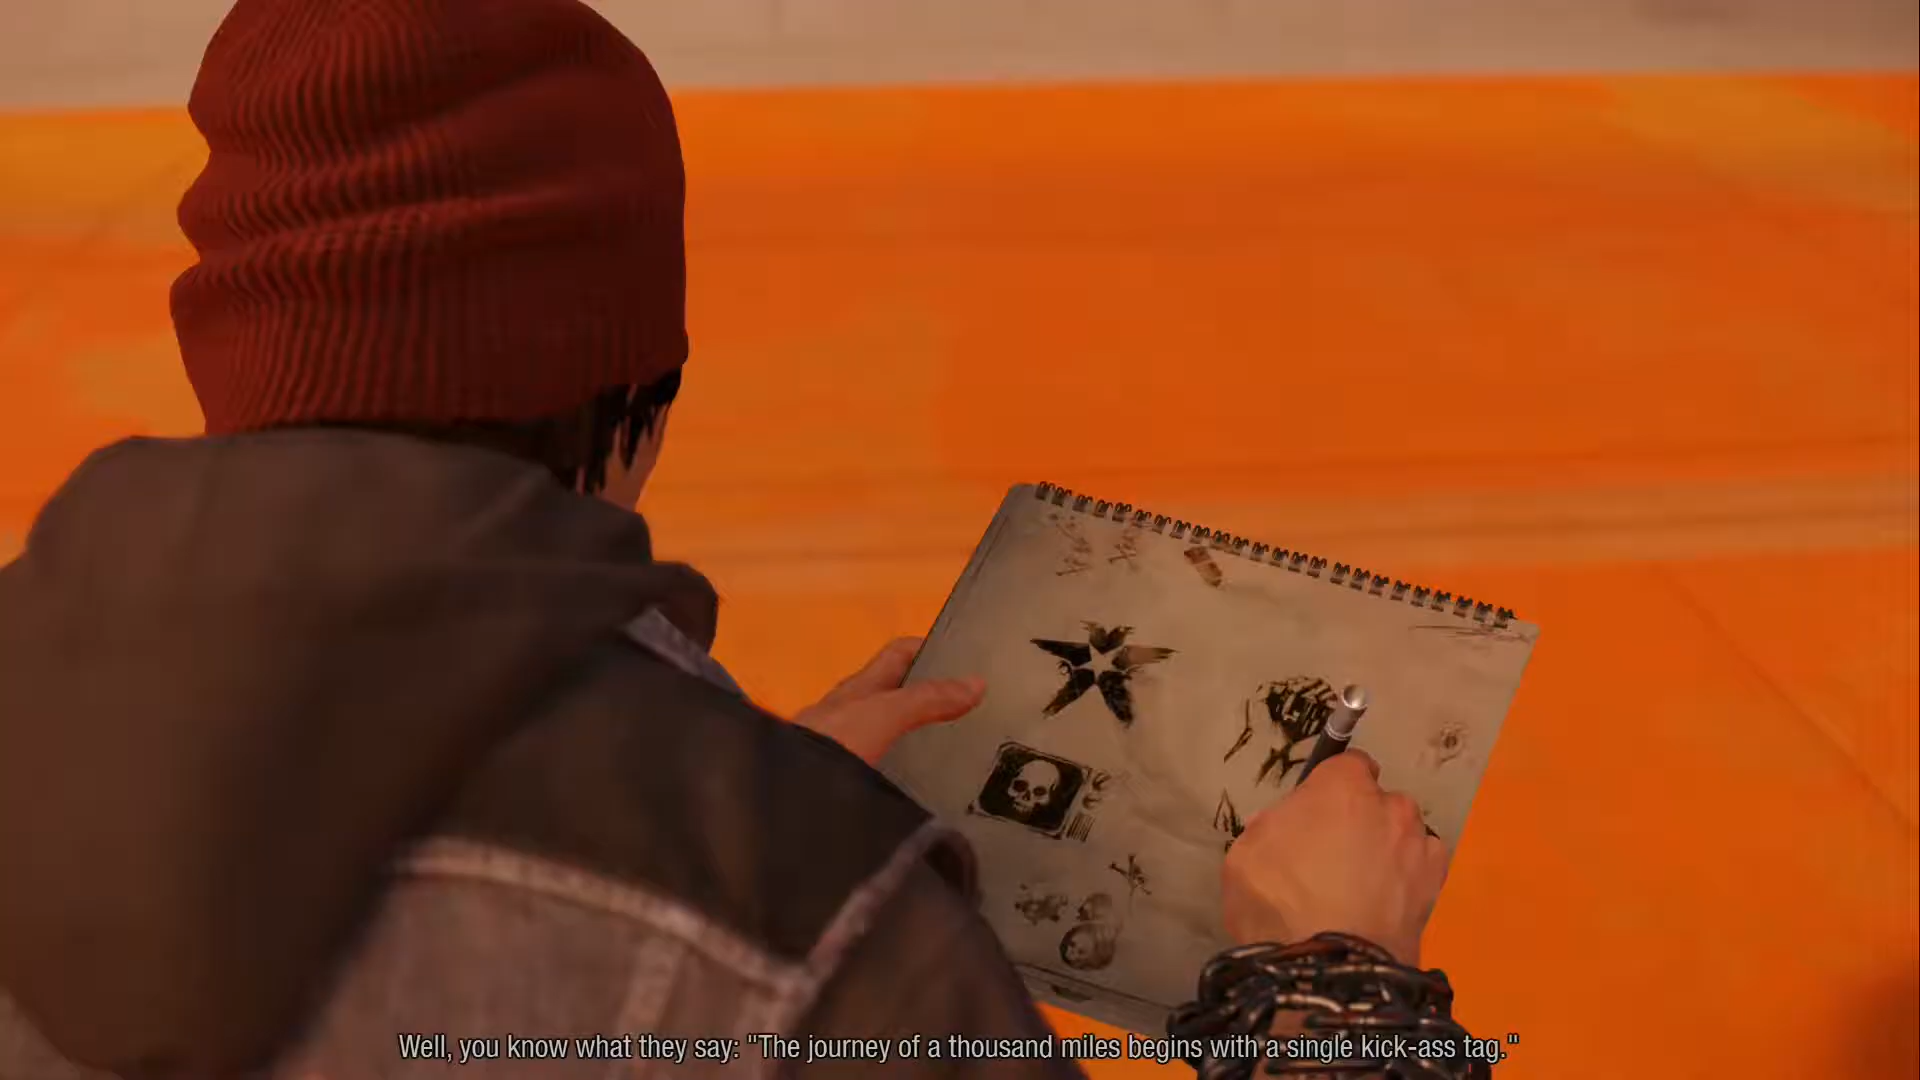 Well, you know what they say: "The journey of a thousand miles begins with a single kick-ass tag."